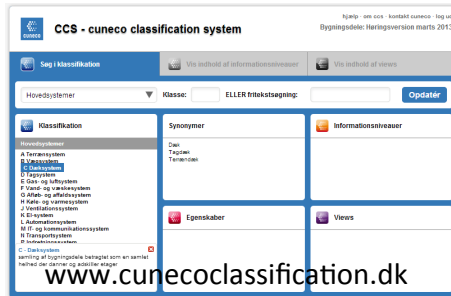 hjælp - om ccs - kontakt cuneco - log u
cuneco
CCS - cuneco classification system
Bygningsdele: Høringsversion marts 2013
Søg i klassifikation
Vis indhold af informationsniveauer
Vis indhold af views
Hovedsystemer
Klasse:
ELLER fritekstsøgning:
Opdatér
Klassifikation
Synonymer
Informationsniveauer
Hovedsystemer
A Terrænsystem
B Vægsystem
C Dæksystem
D Tagsystem
E Gas- og luftsystem
F Vand- og væskesystem
G Afløb- og affaldssystem
H Køle- og varmesystem
J Ventilationssystem
K El-system
L Automationssystem
M IT- og kommunikationssystem
N Transportsystem
P Indretningssystem
Dæk
Tagdæk
Terrændæk
Egenskaber
Views
C - Dæksystem
samling af bygningsdele betragtet som en samlet
helhed der danner og adskiller etager
www.cunecoclassification.dk